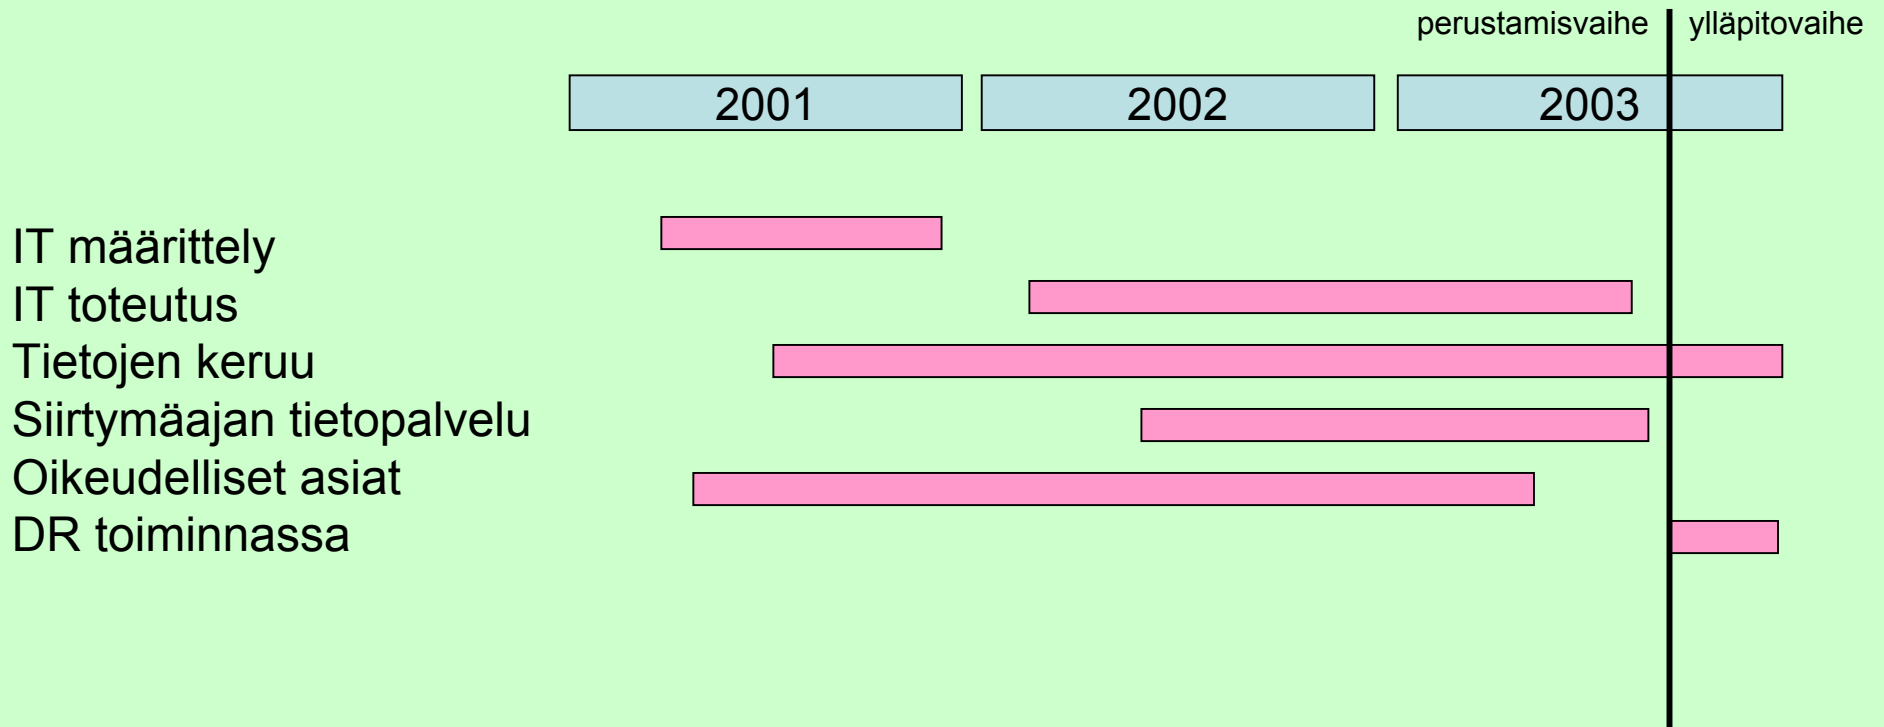 perustamisvaihe ylläpitovaihe
2001 2002 2003
IT määrittely
IT toteutus
Tietojen keruu
Siirtymäajan tietopalvelu
Oikeudelliset asiat
DR toiminnassa